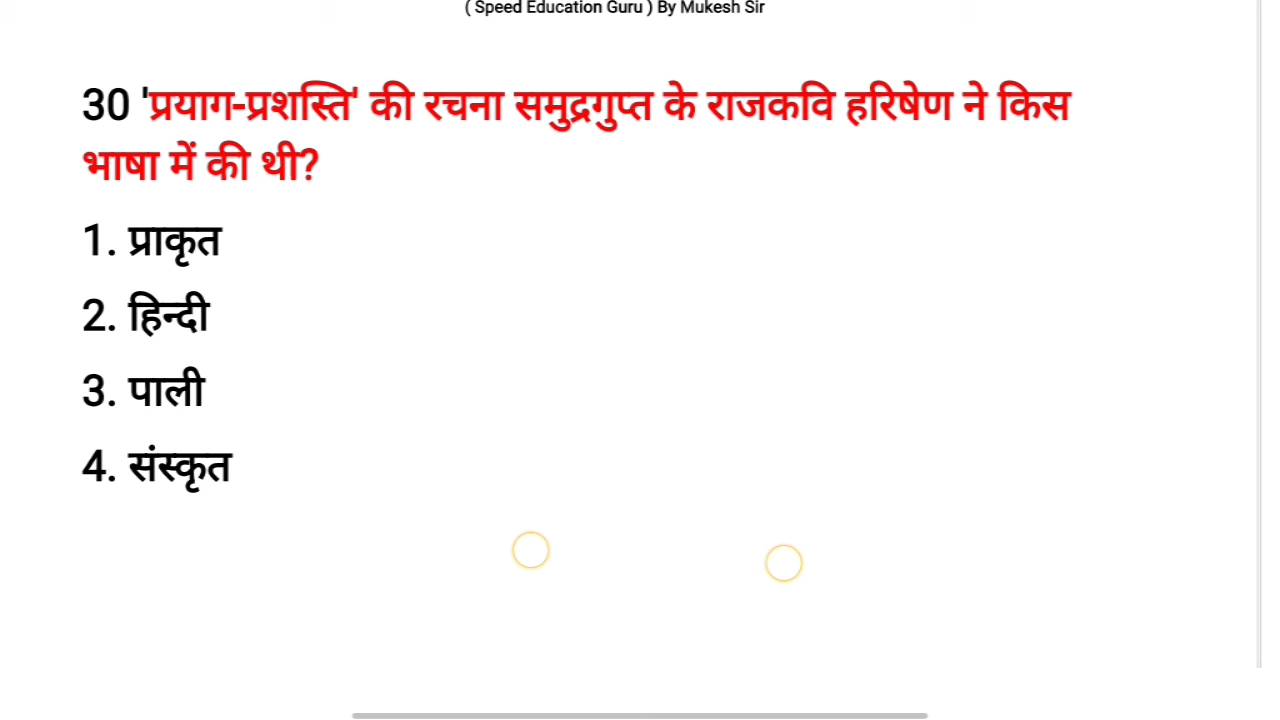 ( Speed Education Guru ) By Mukesh Sir
30 'प्रयाग-प्रशस्ति' की रचना समुद्रगुप्त के राजकवि हरिषेण ने किस
भाषा में की थी?
1. प्राकृत
2. हिन्दी
3. पाली
4. संस्कृत